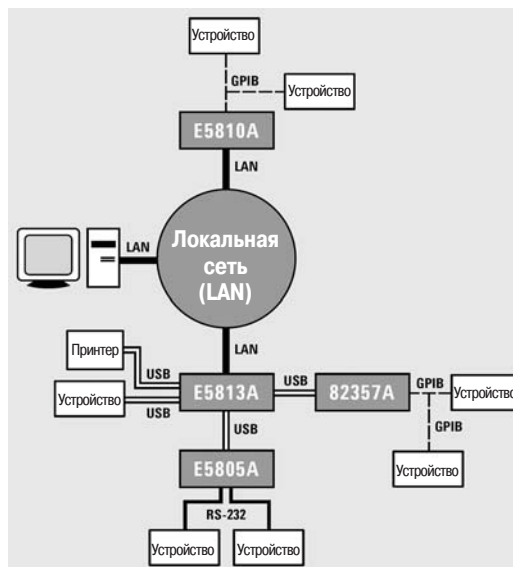 Устройство
GPIB
Устройство
E5810A
LAN
LAN
Локальная
сеть
(LAN)
LAN
Принтер
USB
Устройство
USB
E5813A
USB
82357A
GPIB
Устройство
GPIB
USB
E5805A
Устройство
RS-232
Устройство
Устройство